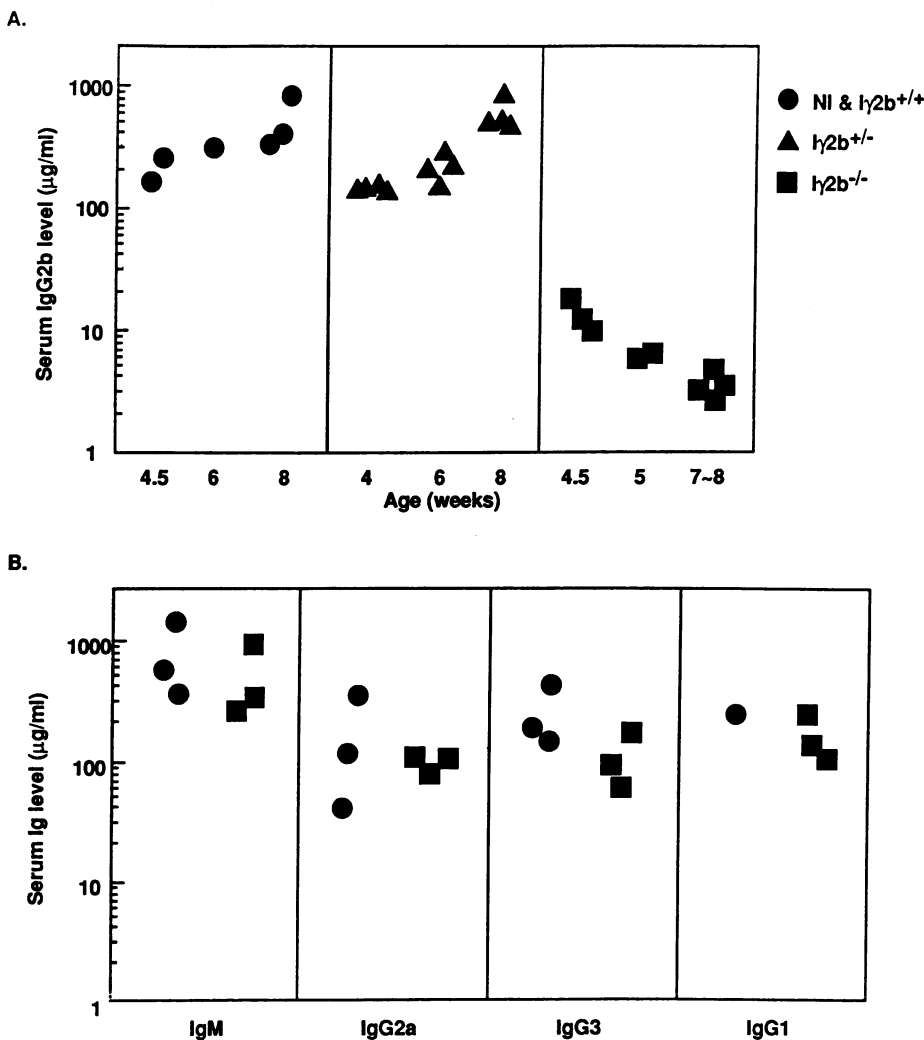 A.
1000
100
10
1
Serum IgG2b level (µg/ml)
4.5 6 8 4 6 8 4.5 5 7~8
Age (weeks)
NI & Iγ2b+/+
Iγ2b+/-
Iγ2b-/-
B.
1000
100
10
1
Serum Ig level (µg/ml)
IgM IgG2a IgG3 IgG1